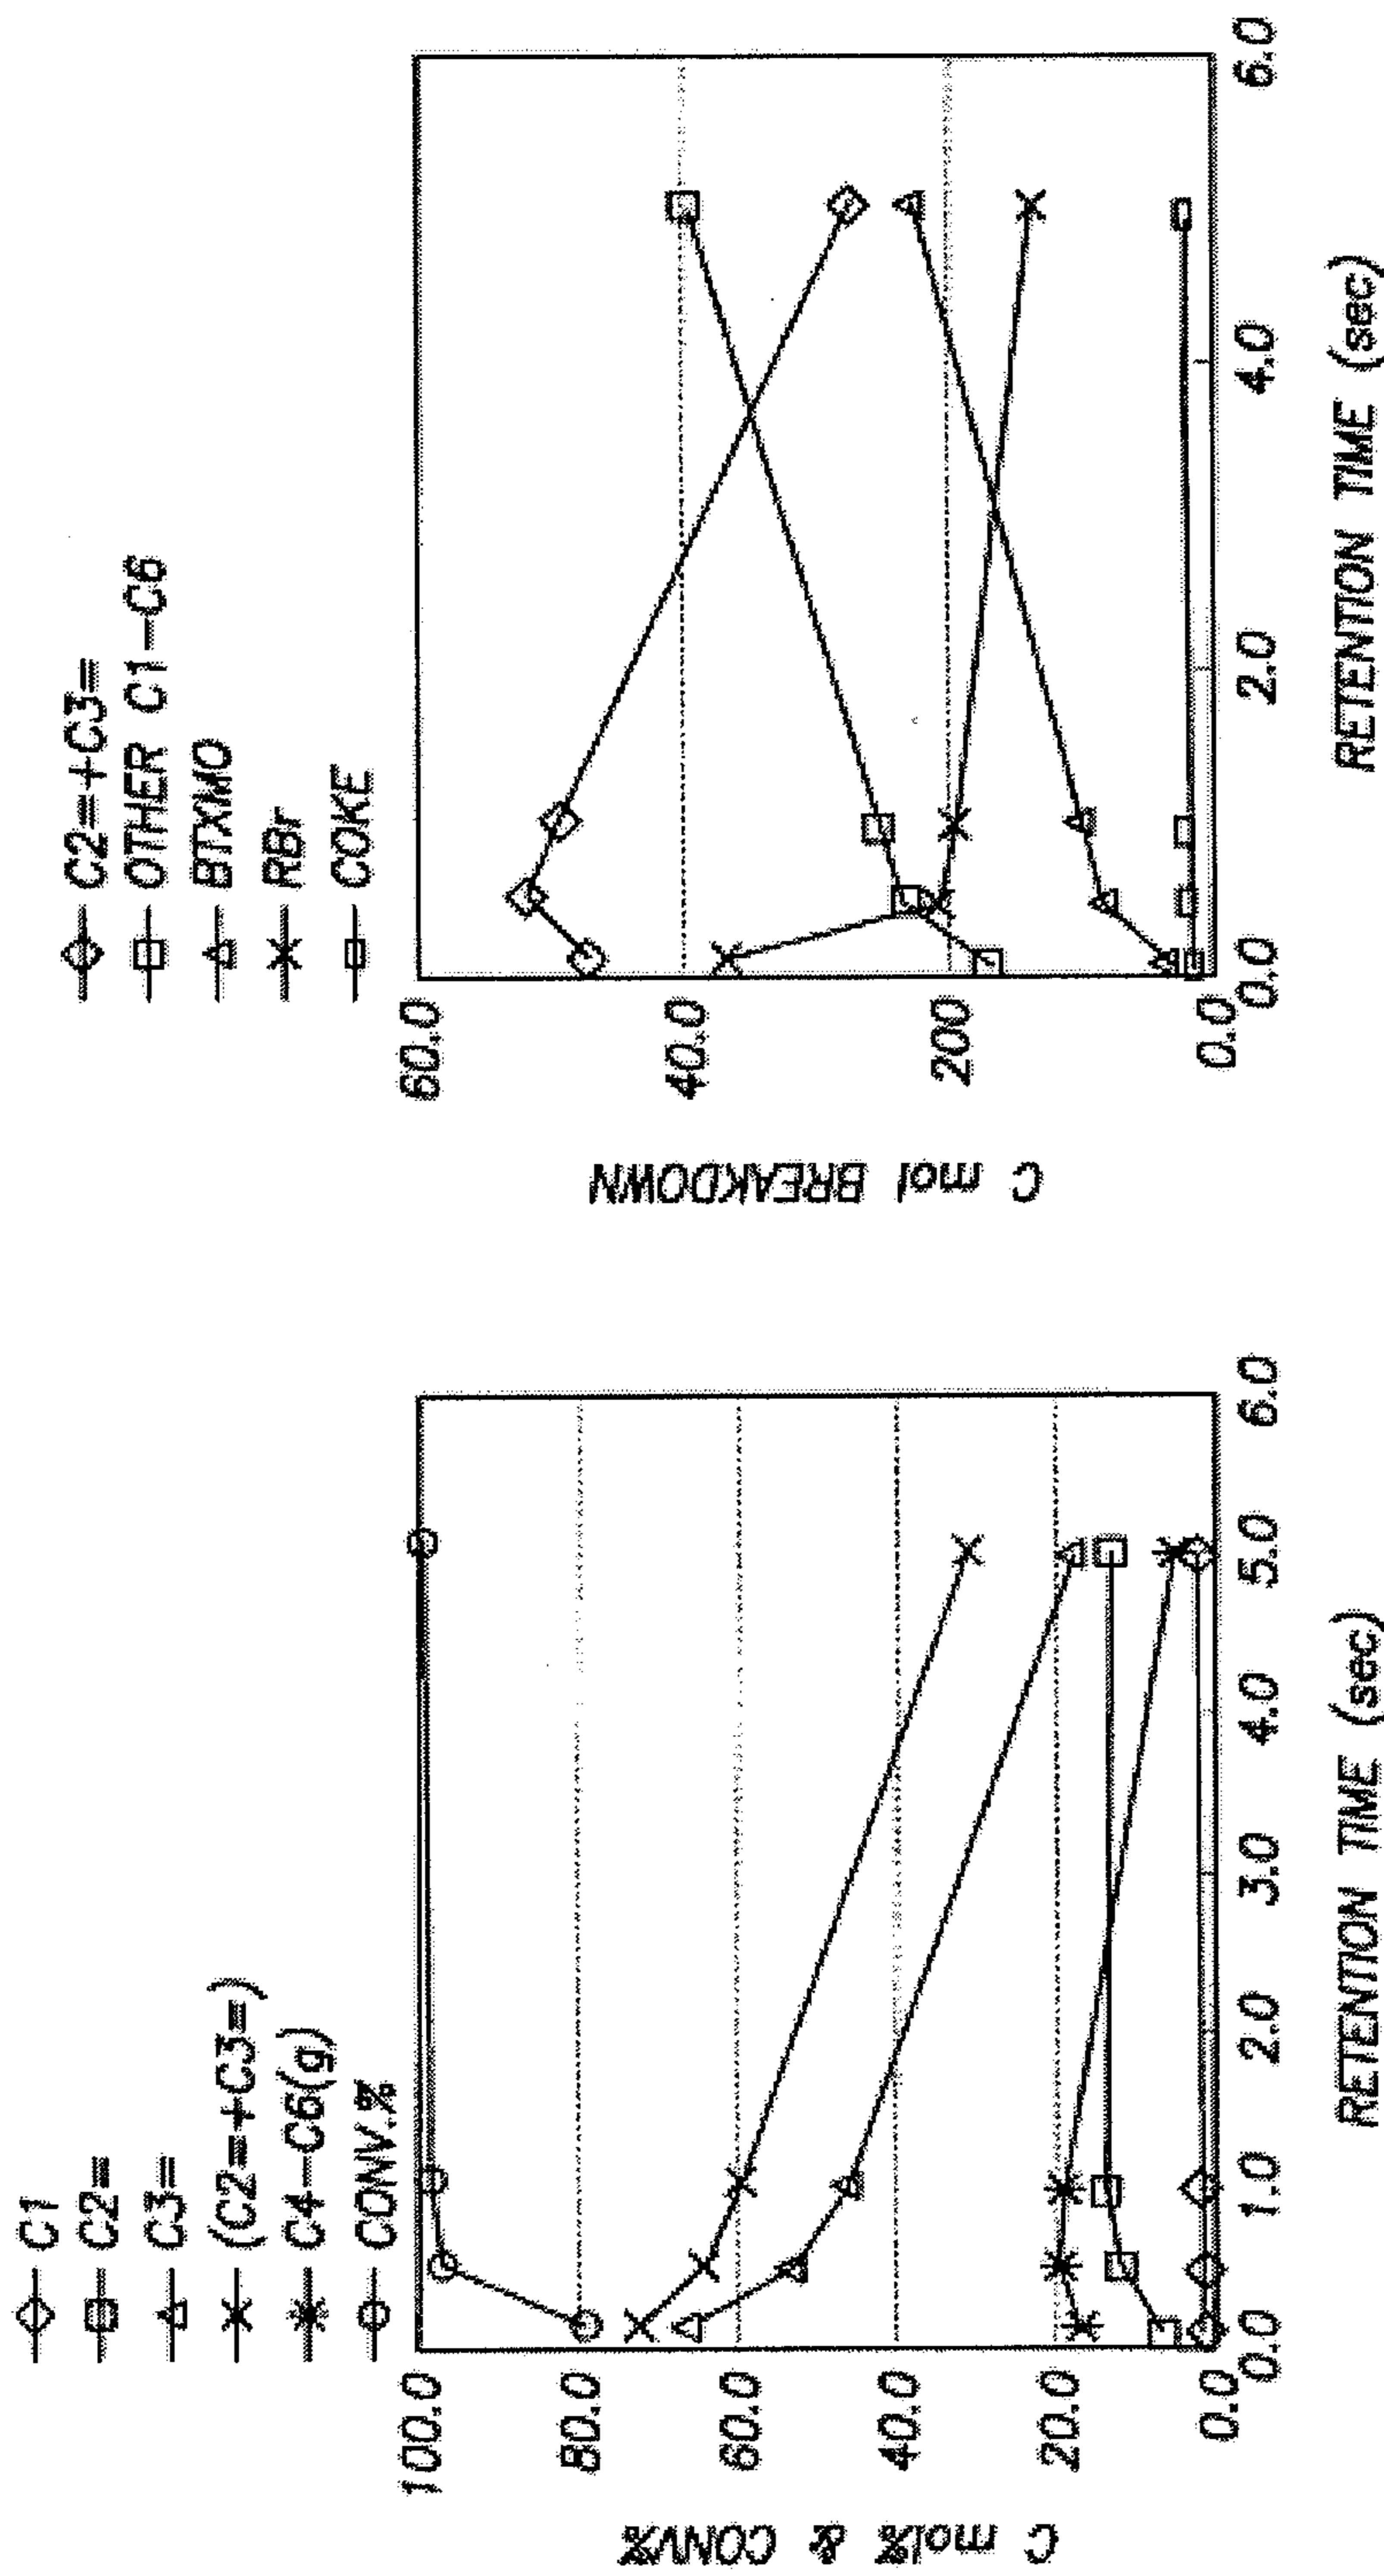 C1
C2=
C3=
(C2=+C3=)
C4-C6(g)
CONV.%
C mol% & CONV%
100.0
80.0
60.0
40.0
20.0
0.0
0.0
1.0
2.0
3.0
4.0
5.0
6.0
RETENTION TIME (sec)
C2=+C3=
OTHER C1-C6
BTXMO
RBr
COKE
C mol BREAKDOWN
60.0
40.0
200
0.0
0.0
2.0
4.0
6.0
RETENTION TIME (sec)